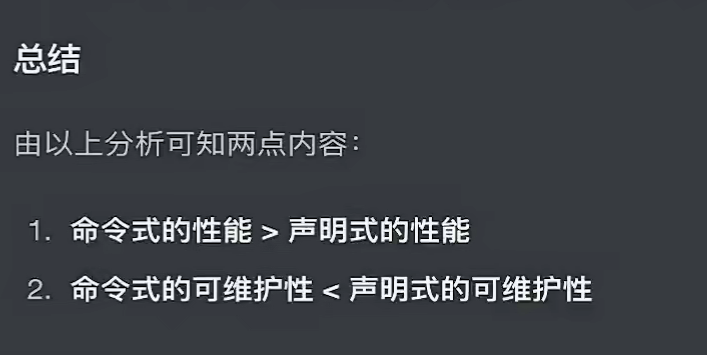 总结
由以上分析可知两点内容：
1. 命令式的性能 > 声明式的性能
2. 命令式的可维护性 < 声明式的可维护性